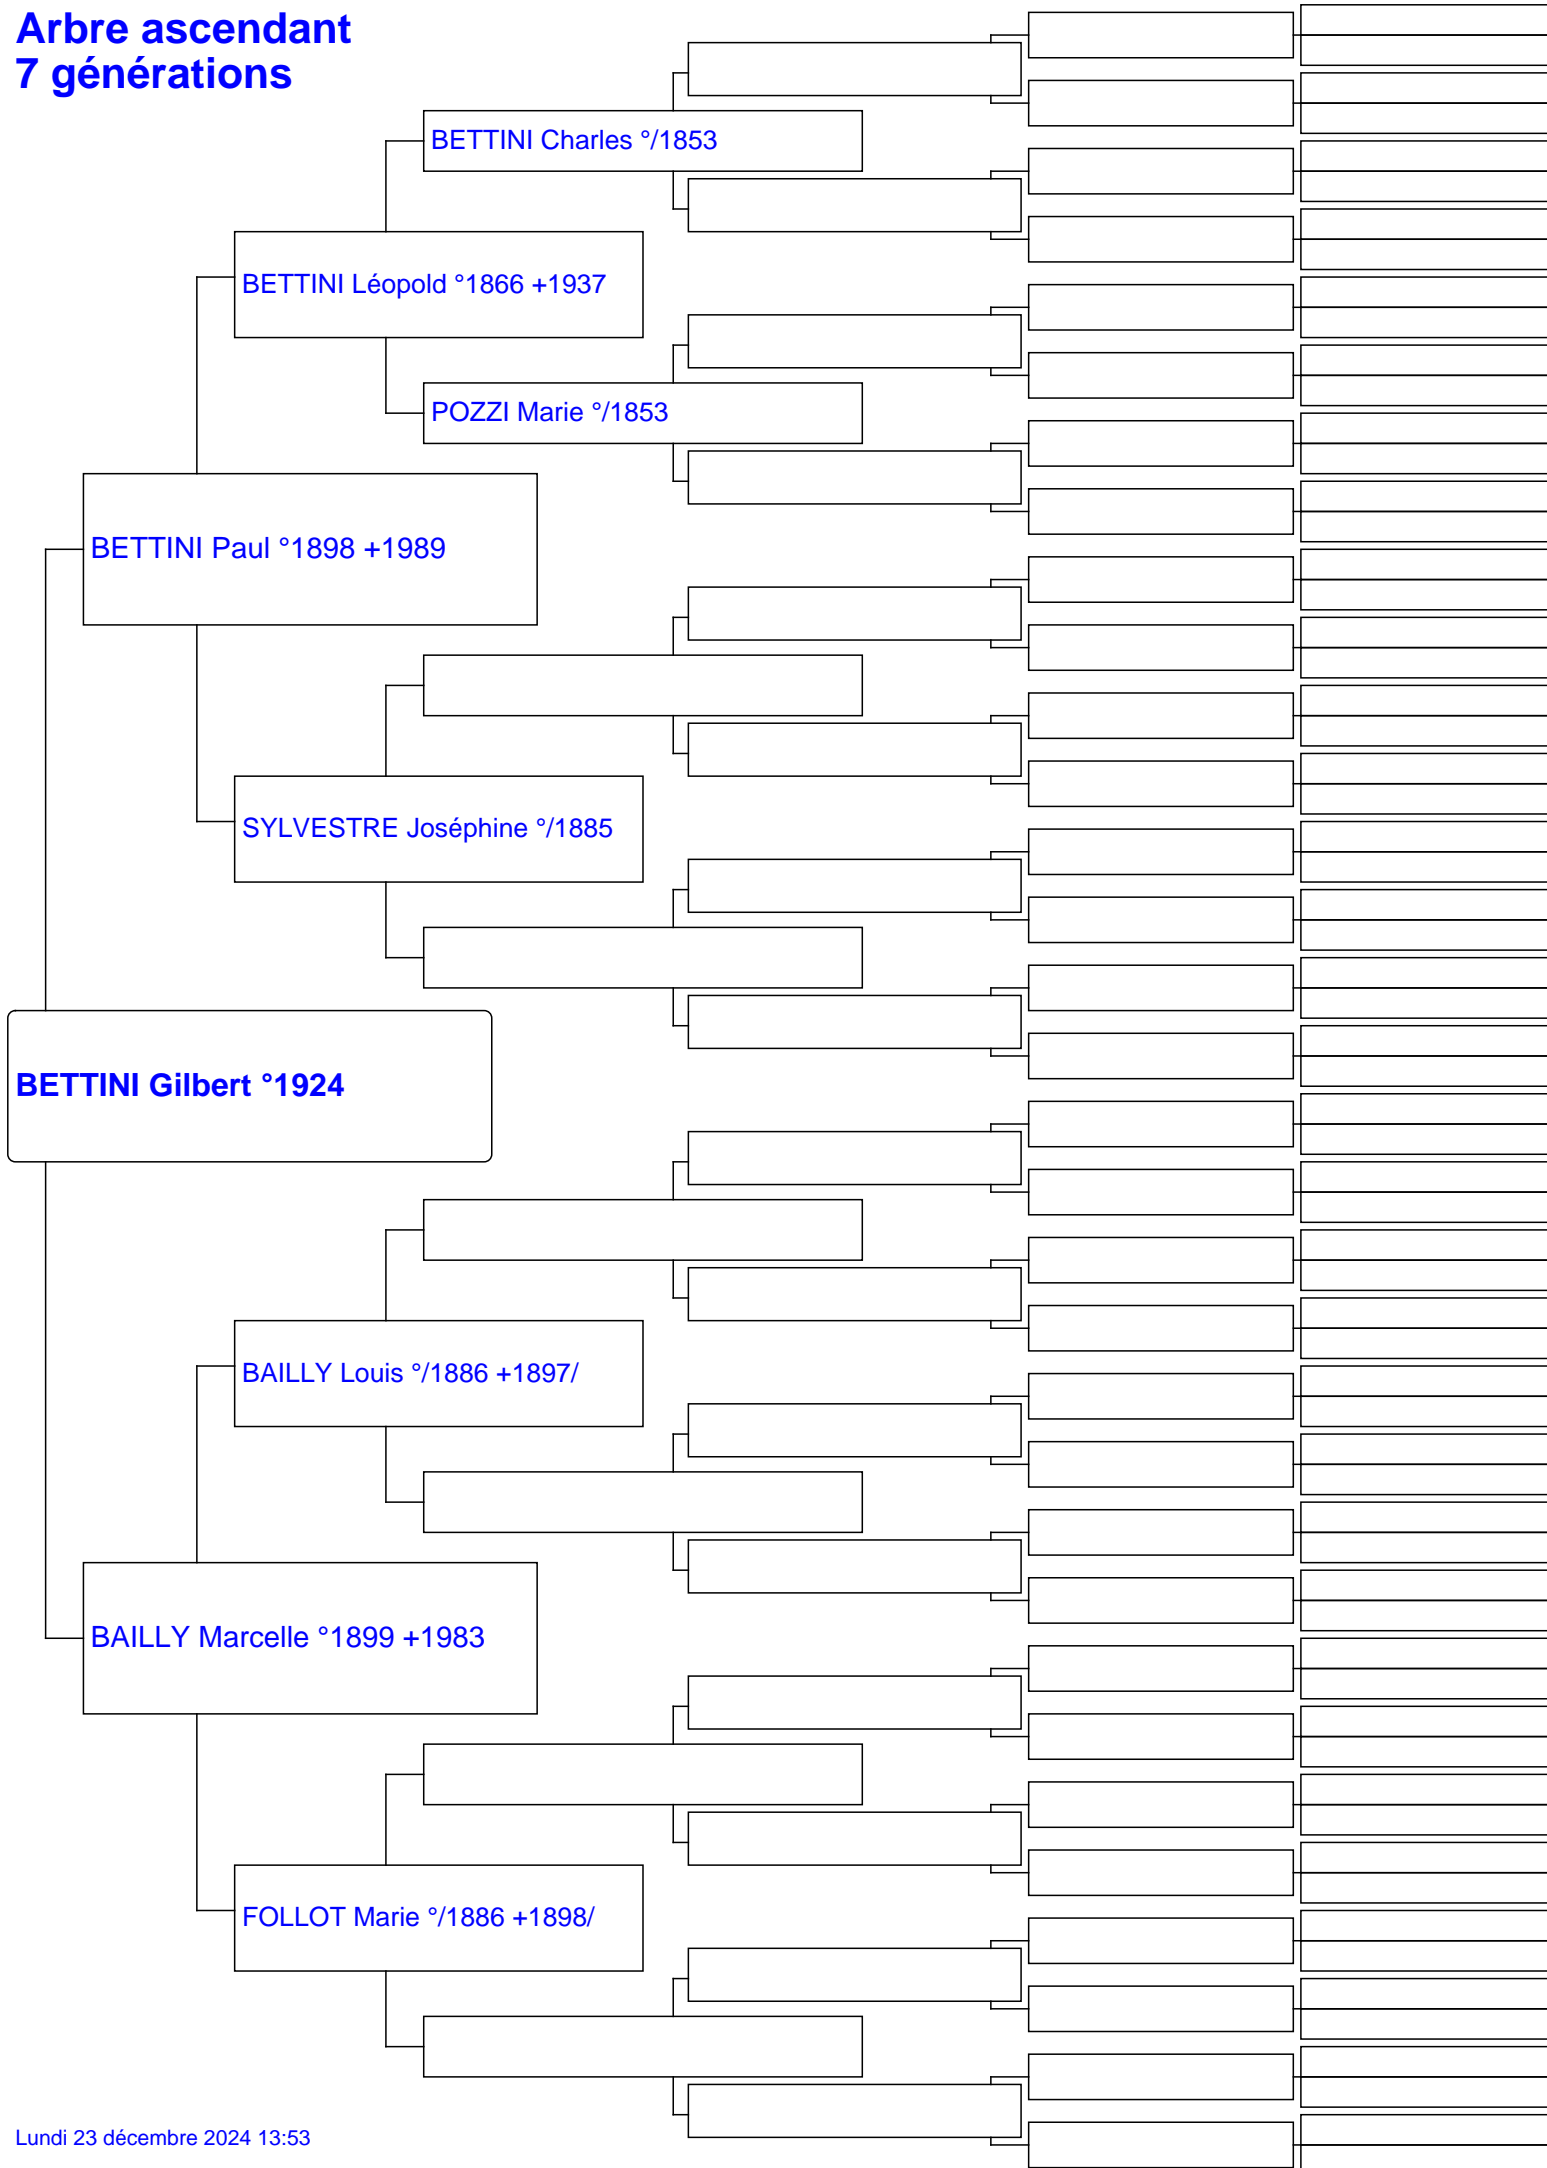 Arbre ascendant
7 générations
BETTINI Charles °/1853
BETTINI Léopold °1866 +1937
POZZI Marie °/1853
BETTINI Paul °1898 +1989
SYLVESTRE Joséphine °/1885
BETTINI Gilbert °1924
BAILLY Louis °/1886 +1897/
BAILLY Marcelle °1899 +1983
FOLLOT Marie °/1886 +1898/
Lundi 23 décembre 2024 13:53